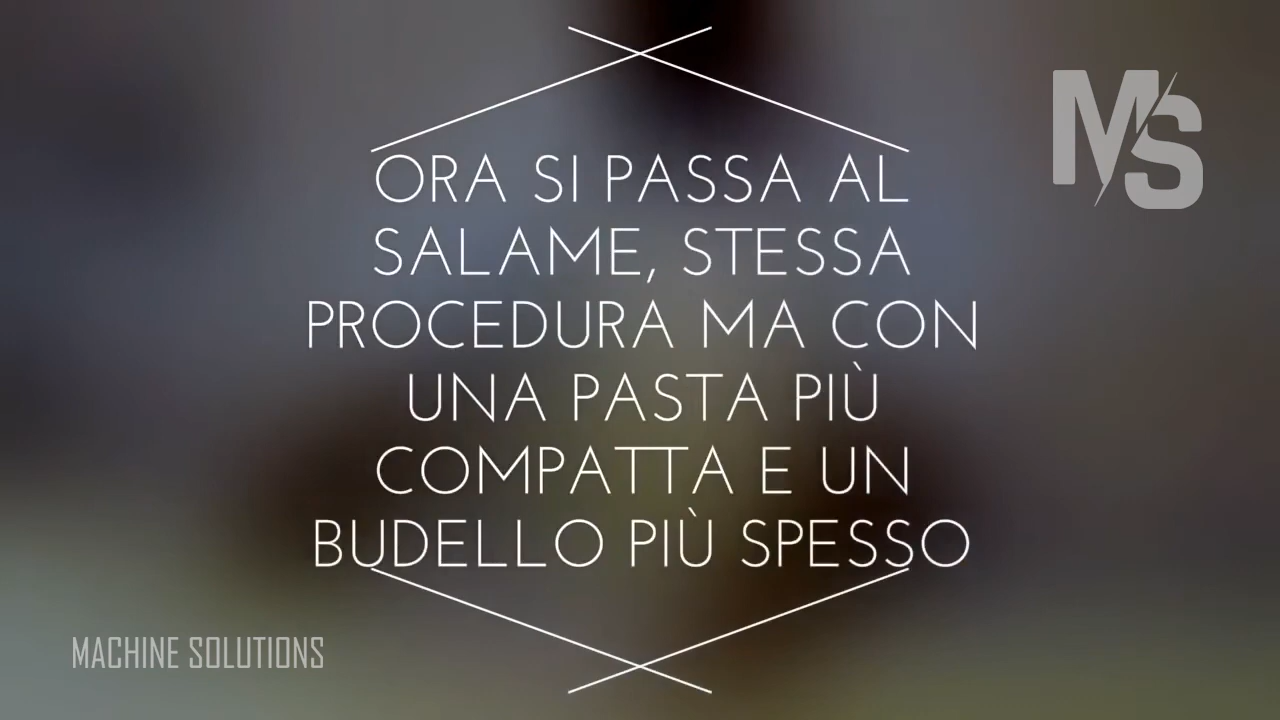 MS
ORA SI PASSA AL
SALAME, STESSA
PROCEDURA MA CON
UNA PASTA PIÙ
COMPATTA E UN
BUDELLO PIÙ SPESSO
MACHINE SOLUTIONS